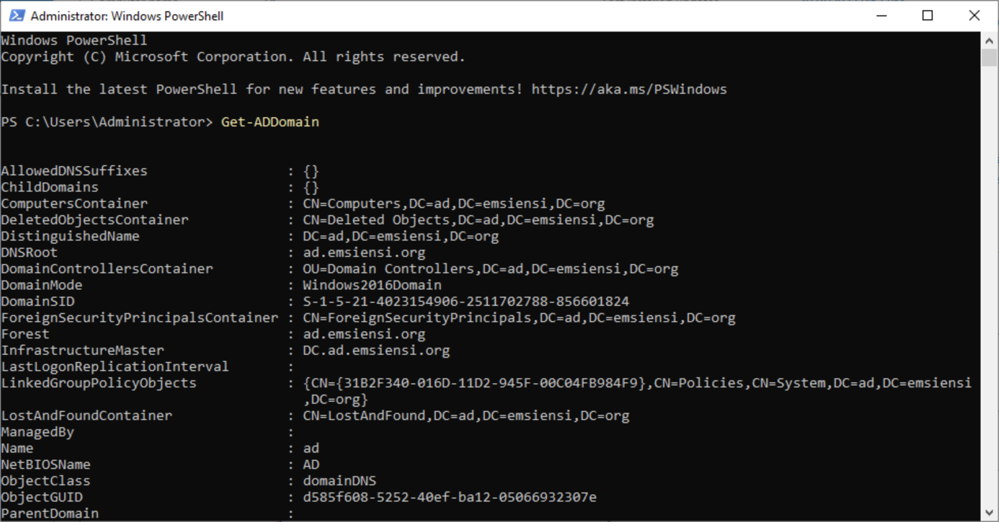 Administrator: Windows PowerShell
Windows PowerShell
Copyright (C) Microsoft Corporation. All rights reserved.
Install the latest PowerShell for new features and improvements! https://aka.ms/PSWindows
PS C:\Users\Administrator> Get-ADDomain
AllowedDNSSuffixes                 : {}
ChildDomains                       : {}
ComputersContainer                 : CN=Computers,DC=ad,DC=emsiensi,DC=org
DeletedObjectsContainer            : CN=Deleted Objects,DC=ad,DC=emsiensi,DC=org
DistinguishedName                  : DC=ad,DC=emsiensi,DC=org
DNSRoot                            : ad.emsiensi.org
DomainControllersContainer         : OU=Domain Controllers,DC=ad,DC=emsiensi,DC=org
DomainMode                         : Windows2016Domain
DomainSID                          : S-1-5-21-4023154906-2511702788-856601824
ForeignSecurityPrincipalsContainer : CN=ForeignSecurityPrincipals,DC=ad,DC=emsiensi,DC=org
Forest                             : ad.emsiensi.org
InfrastructureMaster               : DC.ad.emsiensi.org
LastLogonReplicationInterval       :
LinkedGroupPolicyObjects           : {CN={31B2F340-016D-11D2-945F-00C04FB984F9},CN=Policies,CN=System,DC=ad,DC=emsiensi
                                     ,DC=org}
LostAndFoundContainer              : CN=LostAndFound,DC=ad,DC=emsiensi,DC=org
ManagedBy                          :
Name                               : ad
NetBIOSName                        : AD
ObjectClass                        : domainDNS
ObjectGUID                         : d585f608-5252-40ef-ba12-05066932307e
ParentDomain                       :